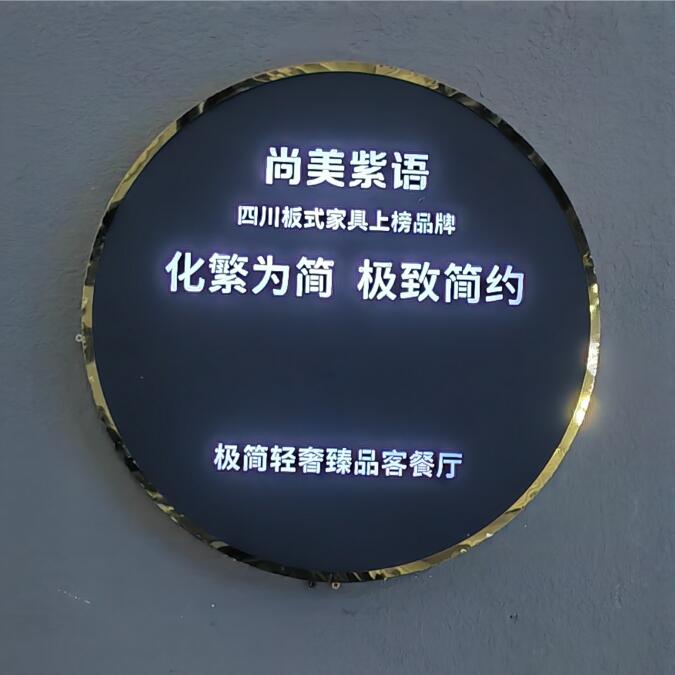 尚美紫语
四川板式家具上榜品牌
化繁为简 极致简约
极简轻奢臻品客餐厅